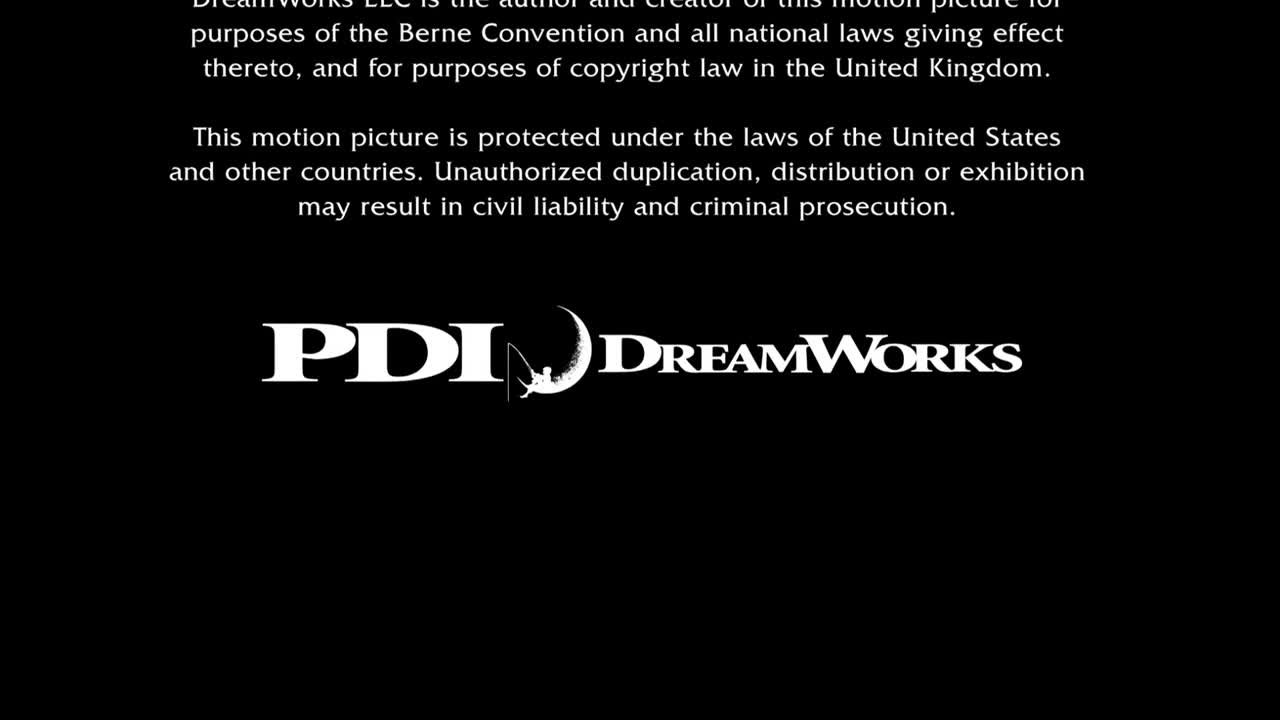 DreamWorks LLC is the author and creator of this motion picture for
purposes of the Berne Convention and all national laws giving effect
thereto, and for purposes of copyright law in the United Kingdom.
This motion picture is protected under the laws of the United States
and other countries. Unauthorized duplication, distribution or exhibition
may result in civil liability and criminal prosecution.
PDI DREAMWORKS